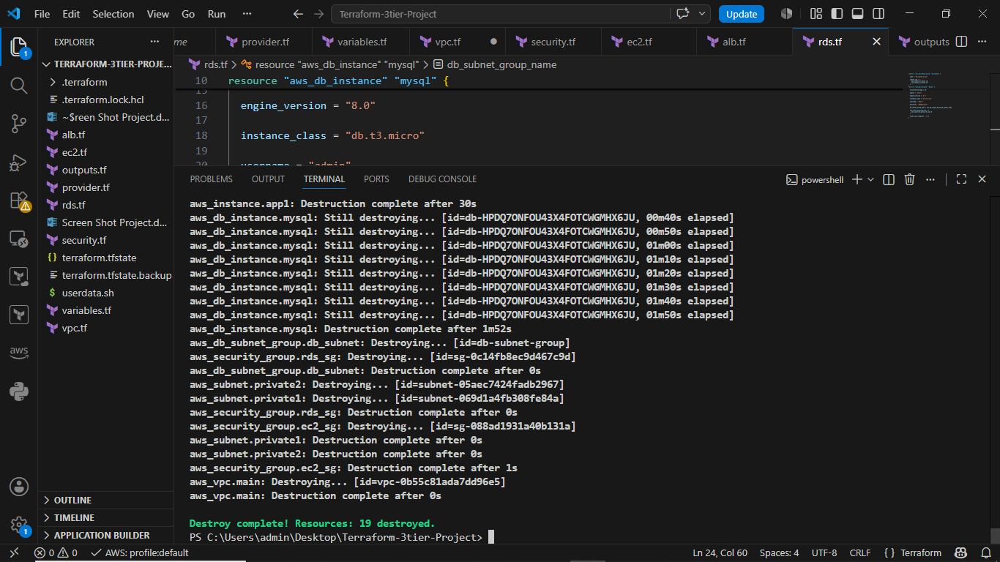 File Edit Selection View Go Run ··· Terraform-3tier-Project Update
EXPLORER ···
me provider.tf variables.tf vpc.tf security.tf ec2.tf alb.tf rds.tf outputs ···
TERRAFORM-3TIER-PROJE...
rds.tf > resource "aws_db_instance" "mysql" > db_subnet_group_name
.terraform
.terraform.lock.hcl
~$reen Shot Project.d...
alb.tf
ec2.tf
outputs.tf
provider.tf
rds.tf
Screen Shot Project.d...
security.tf
{} terraform.tfstate
terraform.tfstate.backup
$ userdata.sh
variables.tf
vpc.tf
OUTLINE
TIMELINE
APPLICATION BUILDER
1
aws
1
10 resource "aws_db_instance" "mysql" {
15
16 engine_version = "8.0"
17
18 instance_class = "db.t3.micro"
19
20 username = "admin"
PROBLEMS OUTPUT TERMINAL PORTS DEBUG CONSOLE powershell ···
aws_instance.app1: Destruction complete after 30s
aws_db_instance.mysql: Still destroying... [id=db-HPDQ7ONFOU43X4FOTCWGMHX6JU, 00m40s elapsed]
aws_db_instance.mysql: Still destroying... [id=db-HPDQ7ONFOU43X4FOTCWGMHX6JU, 00m50s elapsed]
aws_db_instance.mysql: Still destroying... [id=db-HPDQ7ONFOU43X4FOTCWGMHX6JU, 01m00s elapsed]
aws_db_instance.mysql: Still destroying... [id=db-HPDQ7ONFOU43X4FOTCWGMHX6JU, 01m10s elapsed]
aws_db_instance.mysql: Still destroying... [id=db-HPDQ7ONFOU43X4FOTCWGMHX6JU, 01m20s elapsed]
aws_db_instance.mysql: Still destroying... [id=db-HPDQ7ONFOU43X4FOTCWGMHX6JU, 01m30s elapsed]
aws_db_instance.mysql: Still destroying... [id=db-HPDQ7ONFOU43X4FOTCWGMHX6JU, 01m40s elapsed]
aws_db_instance.mysql: Still destroying... [id=db-HPDQ7ONFOU43X4FOTCWGMHX6JU, 01m50s elapsed]
aws_db_instance.mysql: Destruction complete after 1m52s
aws_db_subnet_group.db_subnet: Destroying... [id=db-subnet-group]
aws_security_group.rds_sg: Destroying... [id=sg-0c14fb8ec9d467c9d]
aws_db_subnet_group.db_subnet: Destruction complete after 0s
aws_subnet.private2: Destroying... [id=subnet-05aec7424fadb2967]
aws_subnet.private1: Destroying... [id=subnet-069d1a4fb308fe84a]
aws_security_group.rds_sg: Destruction complete after 0s
aws_security_group.ec2_sg: Destroying... [id=sg-088ad1931a40b131a]
aws_subnet.private1: Destruction complete after 0s
aws_subnet.private2: Destruction complete after 0s
aws_security_group.ec2_sg: Destruction complete after 1s
aws_vpc.main: Destroying... [id=vpc-0b55c81ada7dd96e5]
aws_vpc.main: Destruction complete after 0s
Destroy complete! Resources: 19 destroyed.
PS C:\Users\admin\Desktop\Terraform-3tier-Project>
0 0 AWS: profile:default Ln 24, Col 60 Spaces: 4 UTF-8 CRLF {} Terraform